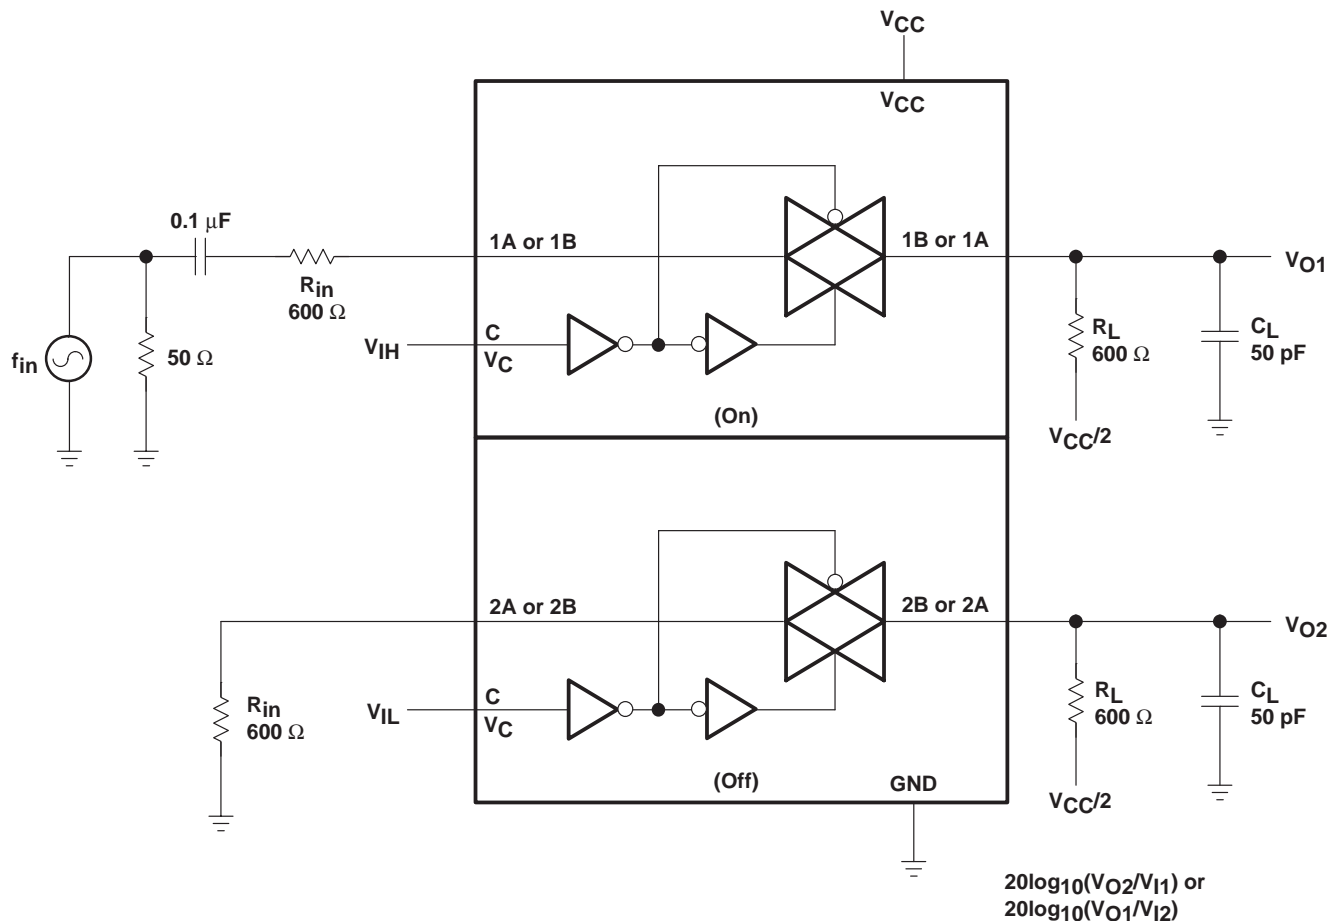 VCC
VCC
0.1 μF
1A or 1B
1B or 1A
VO1
Rin
600 Ω
fin
50 Ω
VIH
C
VC
RL
600 Ω
CL
50 pF
(On)
VCC/2
2A or 2B
2B or 2A
VO2
Rin
600 Ω
VIL
C
VC
RL
600 Ω
CL
50 pF
(Off)
GND
VCC/2
20log10(VO2/VI1) or
20log10(VO1/VI2)